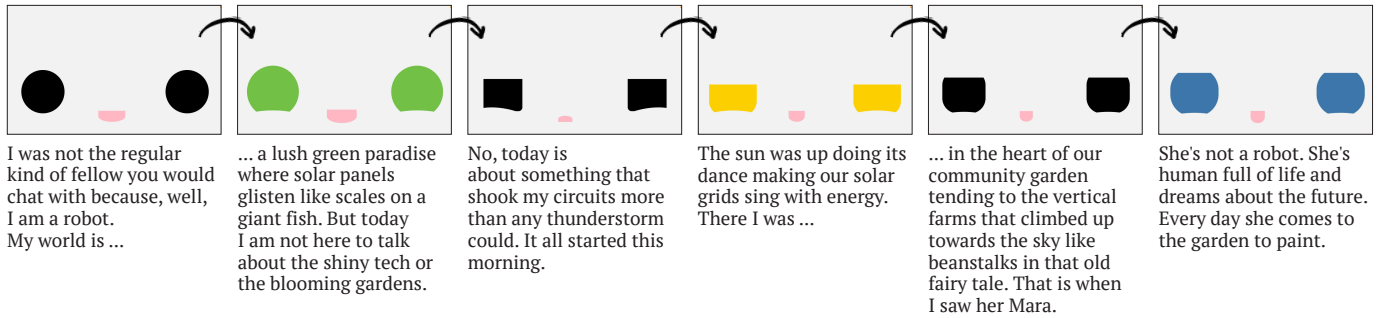 I was not the regular
kind of fellow you would
chat with because, well,
I am a robot.
My world is ...
... a lush green paradise
where solar panels
glisten like scales on a
giant fish. But today
I am not here to talk
about the shiny tech or
the blooming gardens.
No, today is
about something that
shook my circuits more
than any thunderstorm
could. It all started this
morning.
The sun was up doing its
dance making our solar
grids sing with energy.
There I was ...
... in the heart of our
community garden
tending to the vertical
farms that climbed up
towards the sky like
beanstalks in that old
fairy tale. That is when
I saw her Mara.
She's not a robot. She's
human full of life and
dreams about the future.
Every day she comes to
the garden to paint.